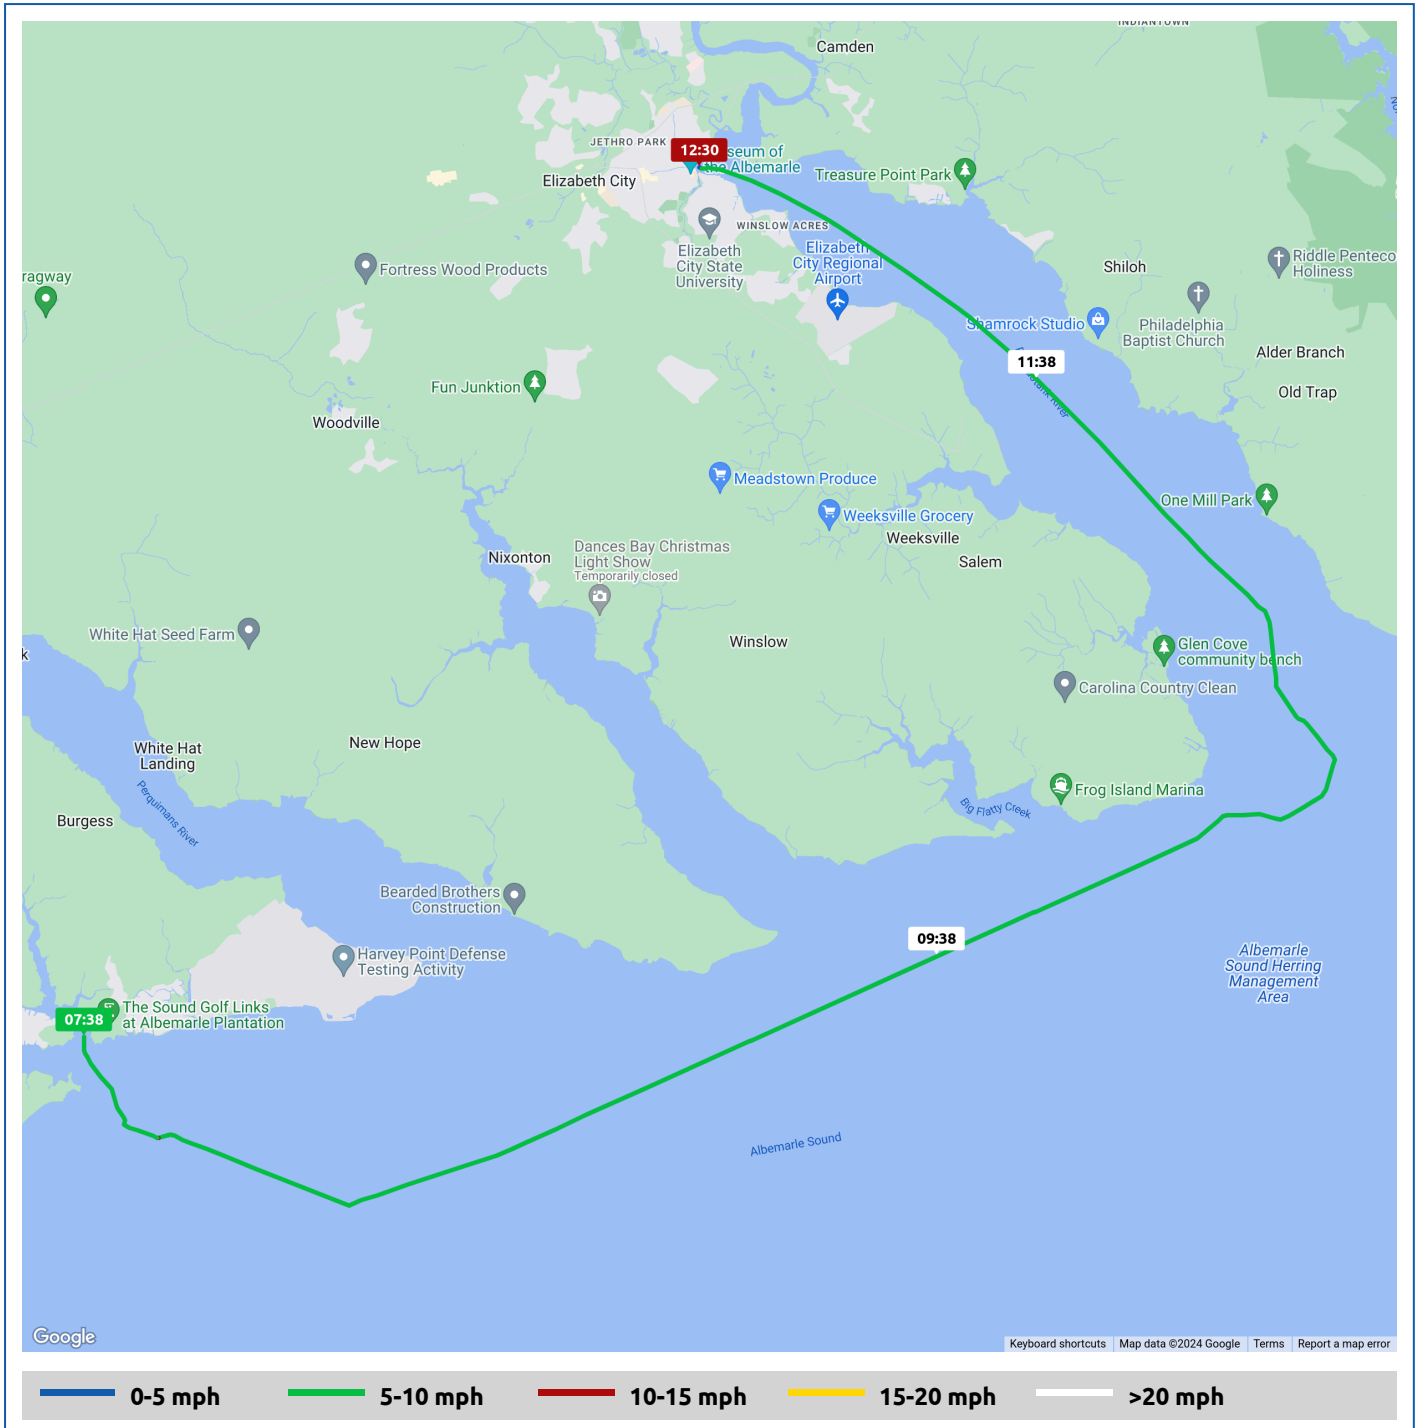 INDIANTOWN
Camden
JETHRO PARK
12:30
seum of
the Albemarle
Treasure Point Park
Elizabeth City
WINSLOW ACRES
Elizabeth
City State
University
Elizabeth
City Regional
Airport
Fortress Wood Products
ragway
Shiloh
Riddle Penteco
Holiness
Shamrock Studio
Philadelphia
Baptist Church
Alder Branch
11:38
Old Trap
River
Fun Junktion
Woodville
Meadstown Produce
One Mill Park
Weeksville Grocery
Weeksville
Salem
Nixonton
Dances Bay Christmas
Light Show
Temporarily closed
White Hat Seed Farm
k
Winslow
Glen Cove
community bench
Carolina Country Clean
White Hat
Landing
New Hope
Frog Island Marina
Big Flatty Creek
Perquimans River
Burgess
Bearded Brothers
Construction
09:38
Harvey Point Defense
Testing Activity
Albemarle
Sound Herring
Management
Area
The Sound Golf Links
at Albemarle Plantation
07:38
Albemarle Sound
Google
Keyboard shortcuts
Map data ©2024 Google
Terms
Report a map error
0-5 mph
5-10 mph
10-15 mph
15-20 mph
>20 mph